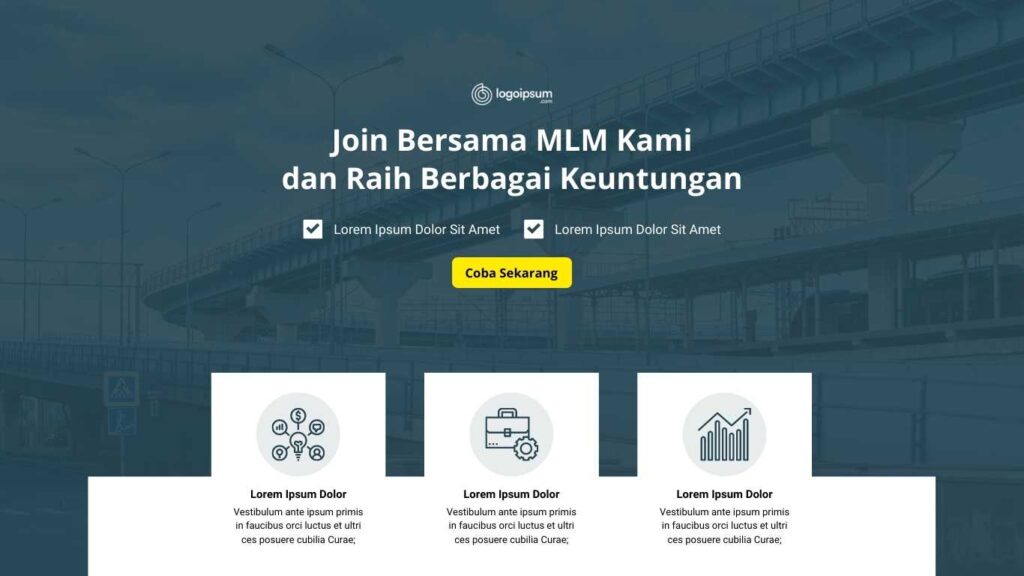 logoipsum
.com
Join Bersama MLM Kami
dan Raih Berbagai Keuntungan
Lorem Ipsum Dolor Sit Amet
Lorem Ipsum Dolor Sit Amet
Coba Sekarang
Lorem Ipsum Dolor
Vestibulum ante ipsum primis
in faucibus orci luctus et ultri
ces posuere cubilia Curae;
Lorem Ipsum Dolor
Vestibulum ante ipsum primis
in faucibus orci luctus et ultri
ces posuere cubilia Curae;
Lorem Ipsum Dolor
Vestibulum ante ipsum primis
in faucibus orci luctus et ultri
ces posuere cubilia Curae;